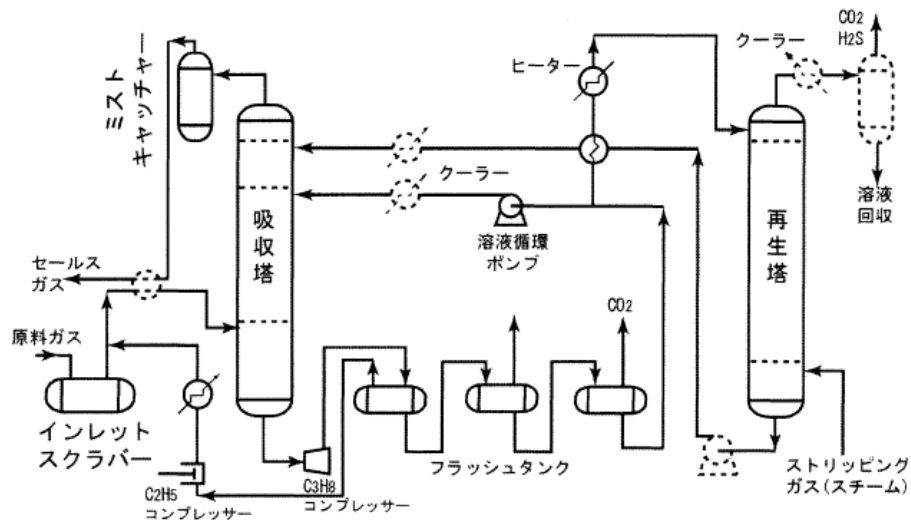 CO2
H2S
クーラー
ヒーター
ミスト
キャッチャー
クーラー
吸収塔
再生塔
溶液
回収
溶液循環
ポンプ
セールス
ガス
CO2
原料ガス
インレット
スクラバー
フラッシュタンク
C2H5
コンプレッサー
C3H8
コンプレッサー
ストリッピング
ガス(スチーム)